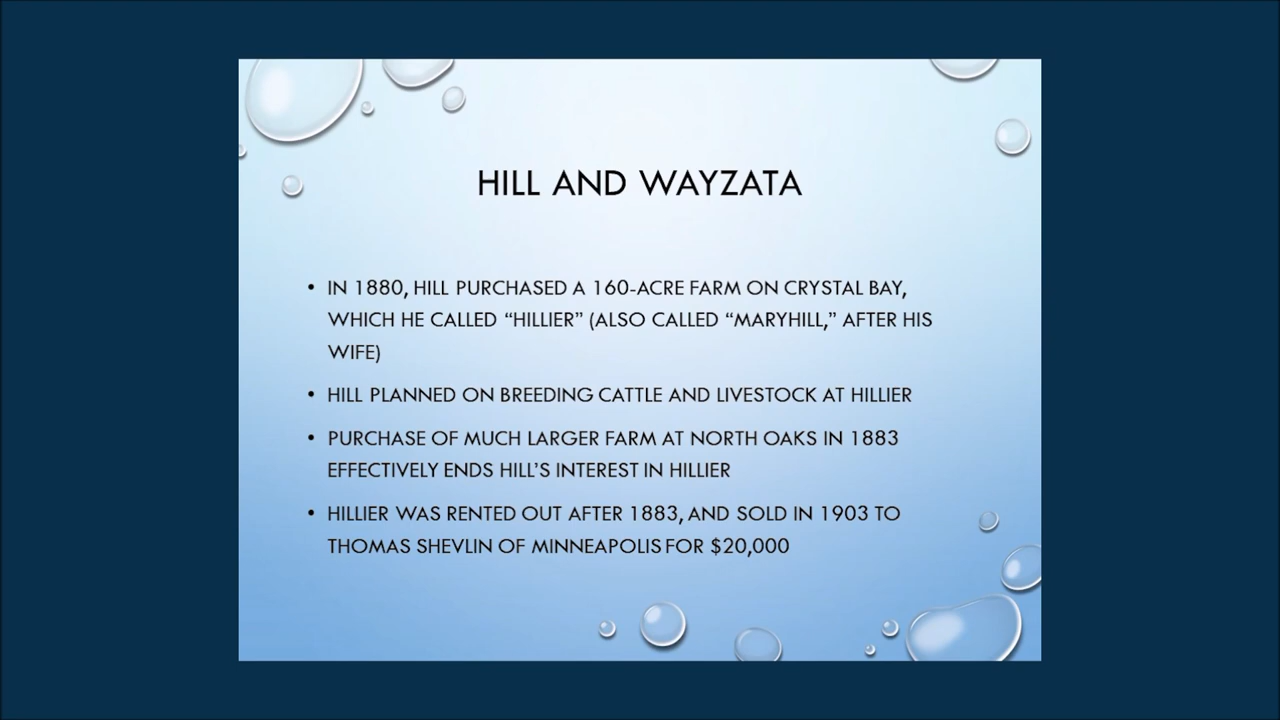 HILL AND WAYZATA
• IN 1880, HILL PURCHASED A 160-ACRE FARM ON CRYSTAL BAY,
WHICH HE CALLED “HILLIER” (ALSO CALLED “MARYHILL,” AFTER HIS
WIFE)
• HILL PLANNED ON BREEDING CATTLE AND LIVESTOCK AT HILLIER
• PURCHASE OF MUCH LARGER FARM AT NORTH OAKS IN 1883
EFFECTIVELY ENDS HILL’S INTEREST IN HILLIER
• HILLIER WAS RENTED OUT AFTER 1883, AND SOLD IN 1903 TO
THOMAS SHEVLIN OF MINNEAPOLIS FOR $20,000